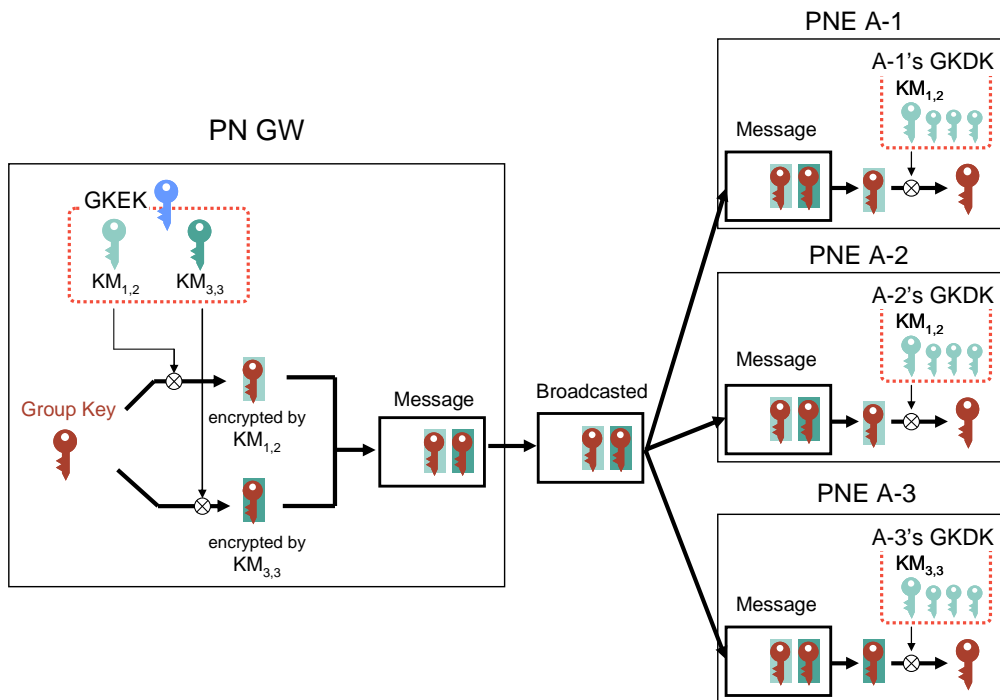 PN GW
GKEK
KM1,2
KM3,3
Group Key
encrypted by
KM1,2
encrypted by
KM3,3
Message
Broadcasted
PNE A-1
A-1's GKDK
KM1,2
Message
PNE A-2
A-2's GKDK
KM1,2
Message
PNE A-3
A-3's GKDK
KM3,3
Message